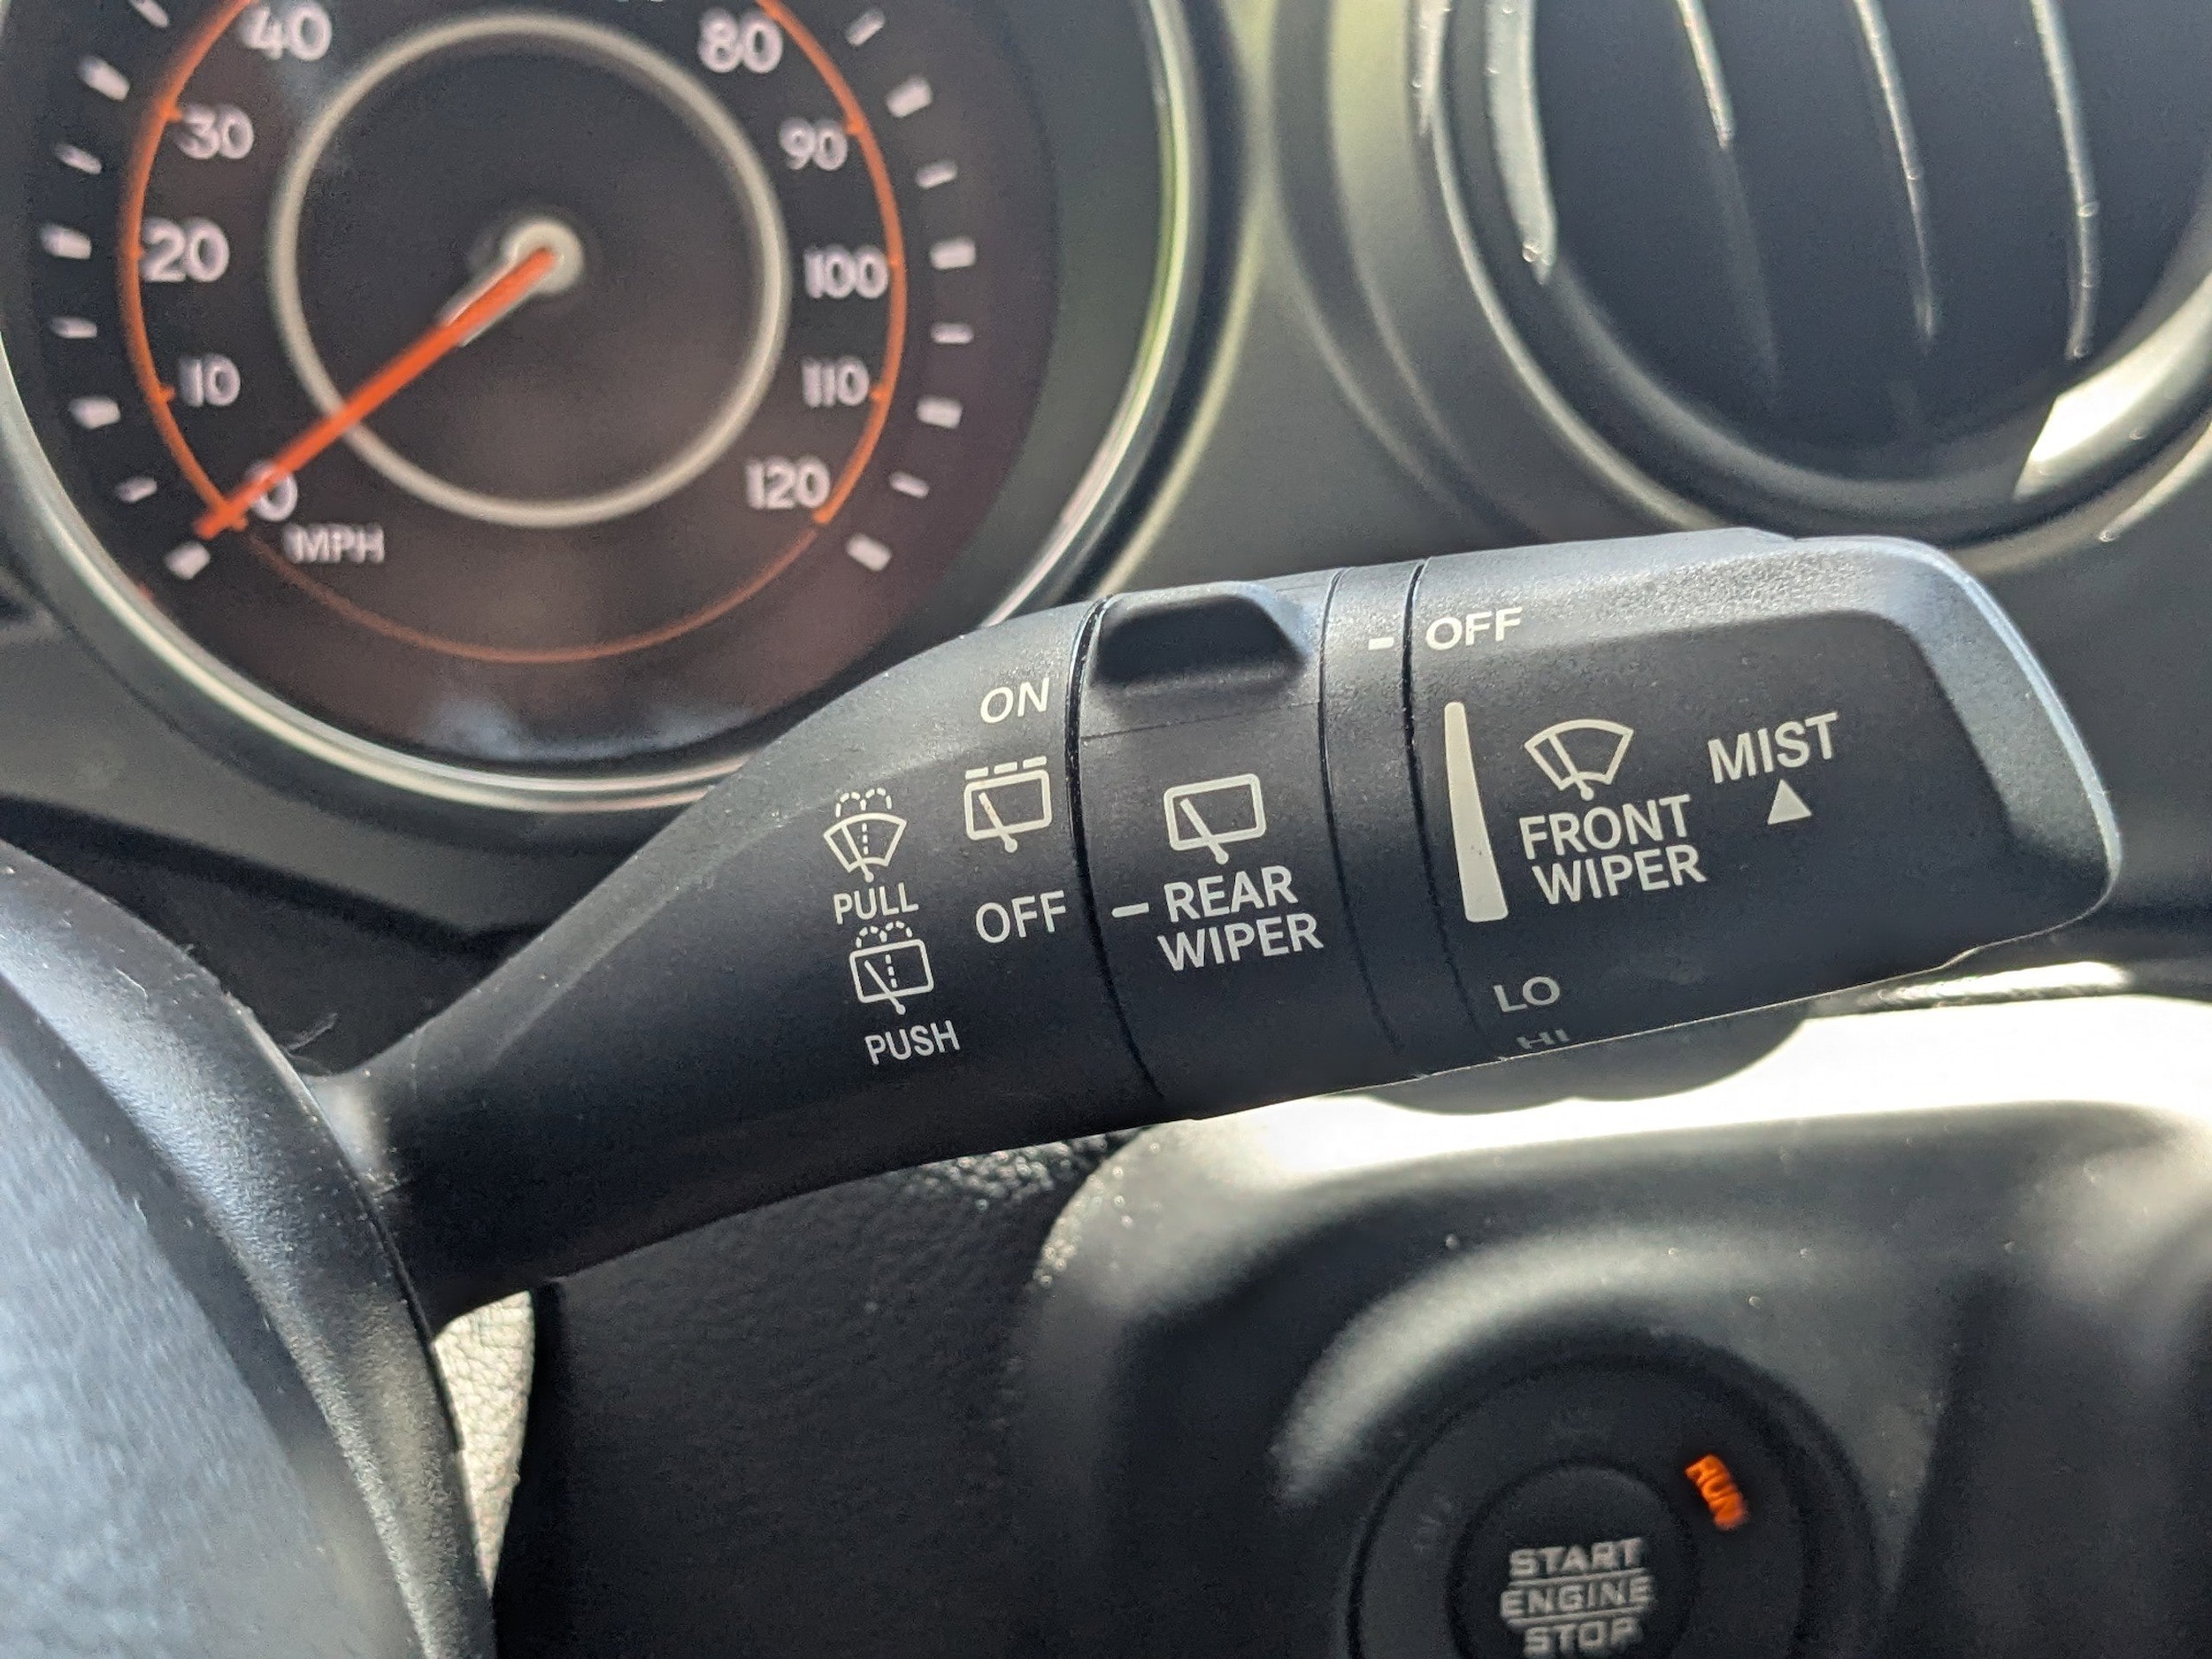 40
80
30
90
20
100
10
110
0
120
MPH
OFF
ON
MIST
FRONT
WIPER
PULL
OFF
REAR
WIPER
LO
HI
PUSH
RUN
START
ENGINE
STOP